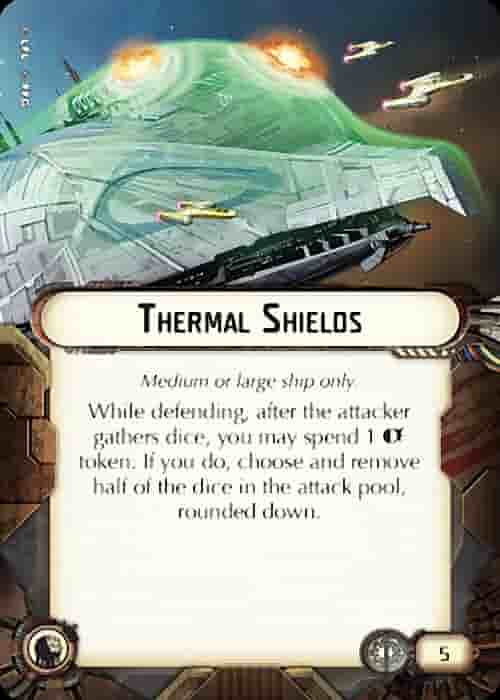 Thermal Shields
Medium or large ship only.
While defending, after the attacker
gathers dice, you may spend 1
token. If you do, choose and remove
half of the dice in the attack pool,
rounded down.
5